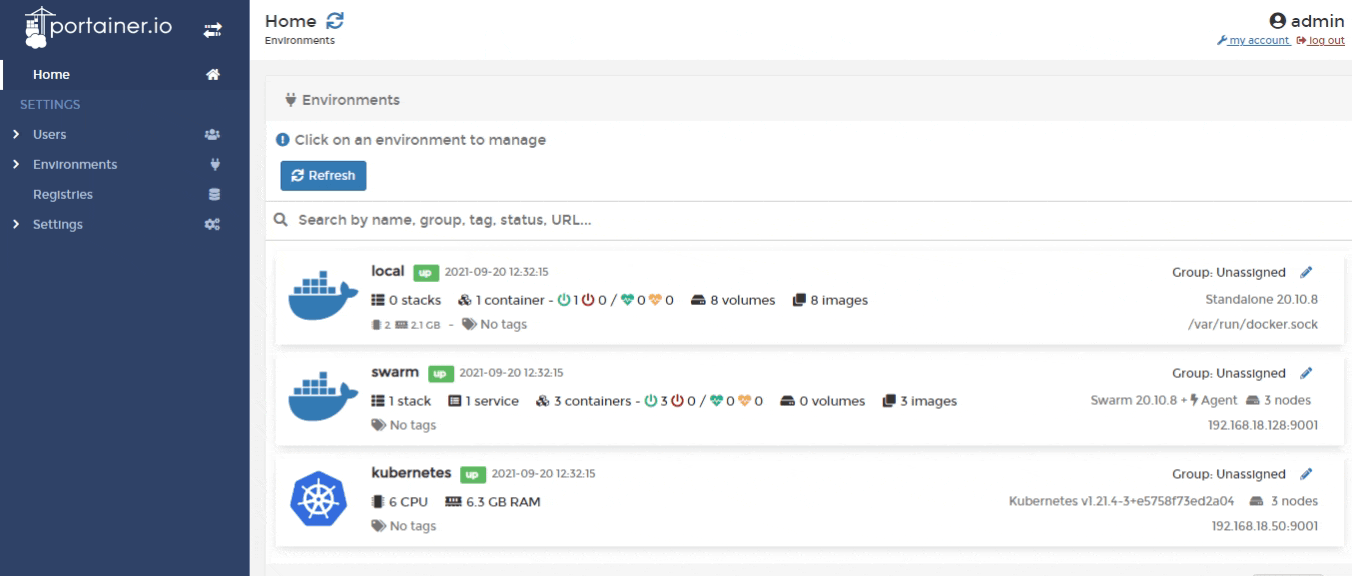 portainer.io
Home
SETTINGS
Users
Environments
Registries
Settings
Home
Environments
admin
my account log out
Environments
Click on an environment to manage
Refresh
Search by name, group, tag, status, URL...
local up 2021-09-20 12:32:15 Group: Unassigned
0 stacks 1 container - 1 0 / 0 0 8 volumes 8 images Standalone 20.10.8
2 2.1 GB - No tags /var/run/docker.sock
swarm up 2021-09-20 12:32:15 Group: Unassigned
1 stack 1 service 3 containers - 3 0 / 0 0 0 volumes 3 images Swarm 20.10.8 + Agent 3 nodes
No tags 192.168.18.128:9001
kubernetes up 2021-09-20 12:32:15 Group: Unassigned
6 CPU 6.3 GB RAM Kubernetes v1.21.4-3+e5758f73ed2a04 3 nodes
No tags 192.168.18.50:9001